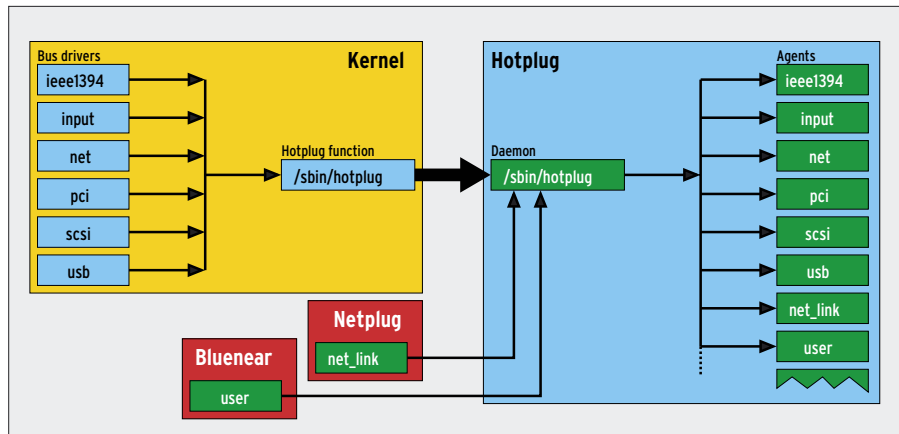 Bus drivers
Kernel
ieee1394
input
net
pci
scsi
usb
Hotplug function
/sbin/hotplug
Hotplug
Daemon
/sbin/hotplug
Agents
ieee1394
input
net
pci
scsi
usb
net_link
user
Netplug
net_link
Bluenear
user